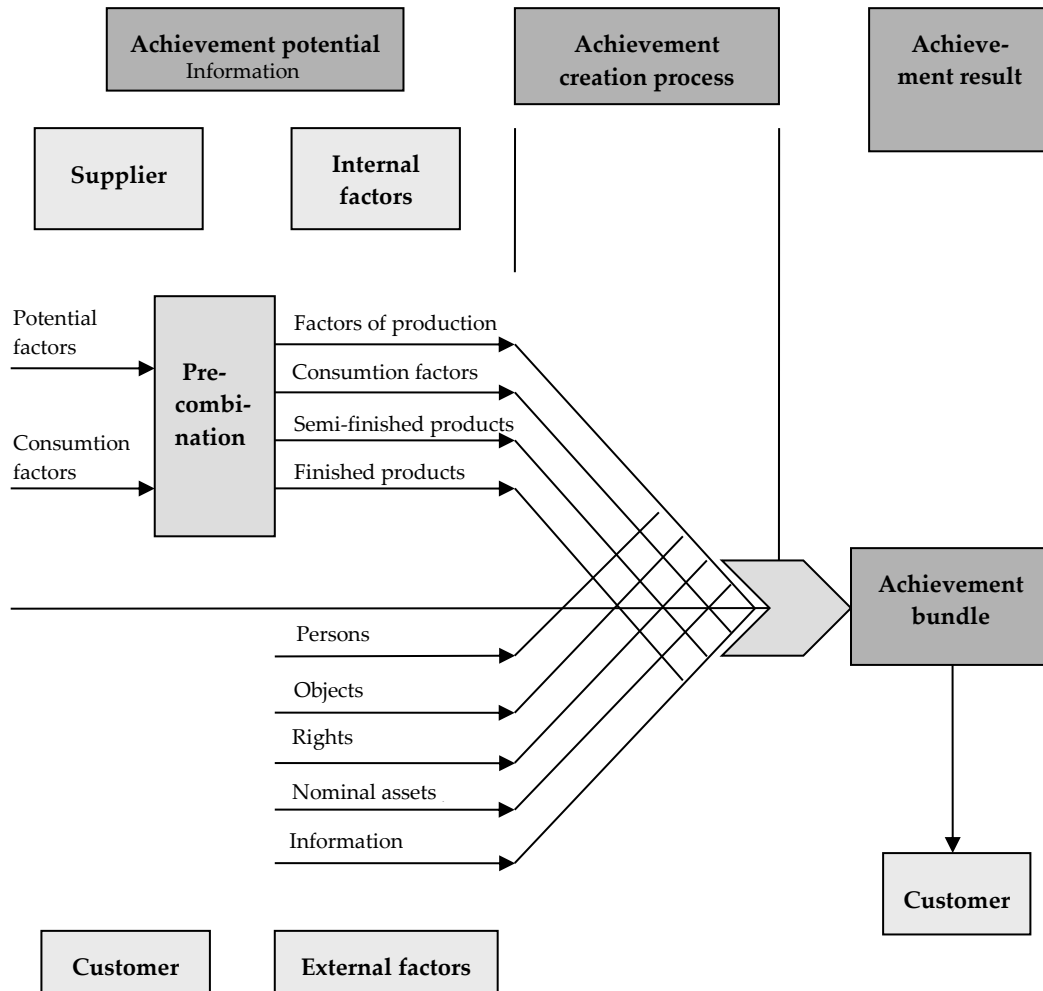 Achievement potential
Information
Achievement
creation process
Achieve-
ment result
Supplier
Internal
factors
Potential
factors
Consumtion
factors
Pre-
combi-
nation
Factors of production
Consumtion factors
Semi-finished products
Finished products
Persons
Objects
Rights
Nominal assets
Information
Achievement
bundle
Customer
Customer
External factors